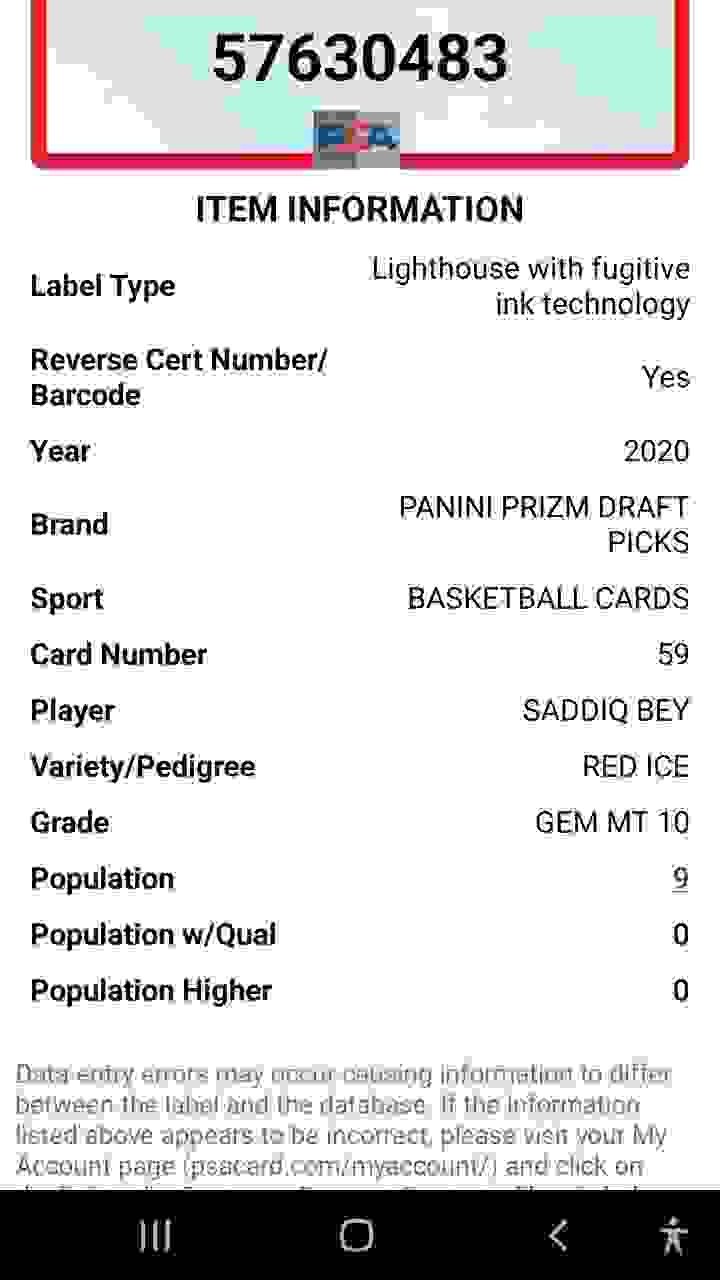 57630483
PSA
ITEM INFORMATION
Label Type
Lighthouse with fugitive
ink technology
Reverse Cert Number/
Barcode
Yes
Year
2020
Brand
PANINI PRIZM DRAFT
PICKS
Sport
BASKETBALL CARDS
Card Number
59
Player
SADDIQ BEY
Variety/Pedigree
RED ICE
Grade
GEM MT 10
Population
9
Population w/Qual
0
Population Higher
0
Data entry errors may occur causing information to differ
between the label and the database. If the information
listed above appears to be incorrect, please visit your My
Account page (psacard.com/myaccount/) and click on